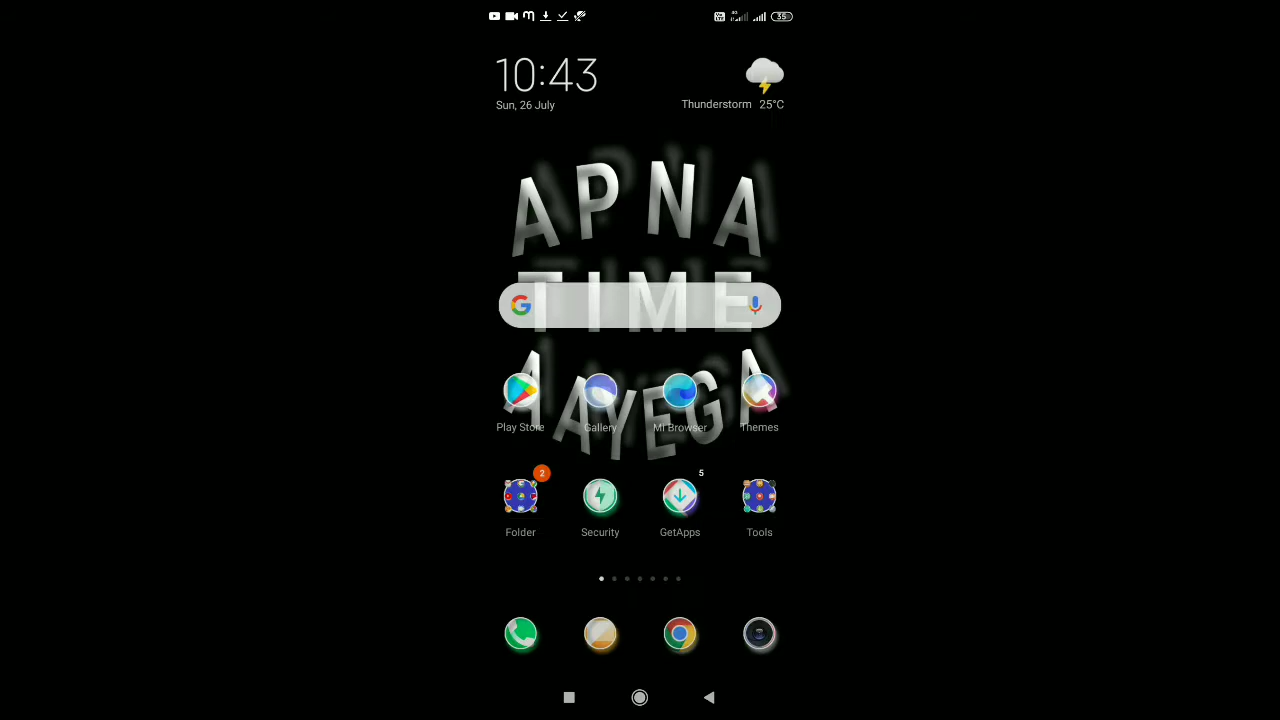 35
10:43
Sun, 26 July
Thunderstorm 25°C
APNA
TIME
AAYEGA
Play Store
Gallery
Mi Browser
Themes
2
5
Folder
Security
GetApps
Tools